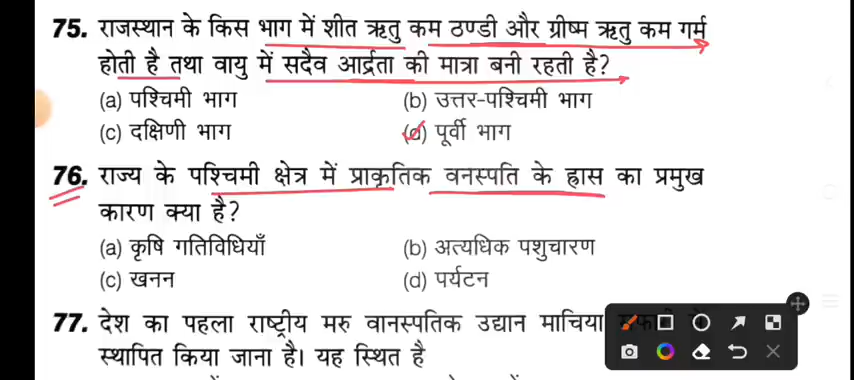 75. राजस्थान के किस भाग में शीत ऋतु कम ठण्डी और ग्रीष्म ऋतु कम गर्म
होती है तथा वायु में सदैव आर्द्रता की मात्रा बनी रहती है?
(a) पश्चिमी भाग (b) उत्तर-पश्चिमी भाग
(c) दक्षिणी भाग (d) पूर्वी भाग
76. राज्य के पश्चिमी क्षेत्र में प्राकृतिक वनस्पति के ह्रास का प्रमुख
कारण क्या है?
(a) कृषि गतिविधियाँ (b) अत्यधिक पशुचारण
(c) खनन (d) पर्यटन
77. देश का पहला राष्ट्रीय मरु वानस्पतिक उद्यान माचिया
स्थापित किया जाना है। यह स्थित है